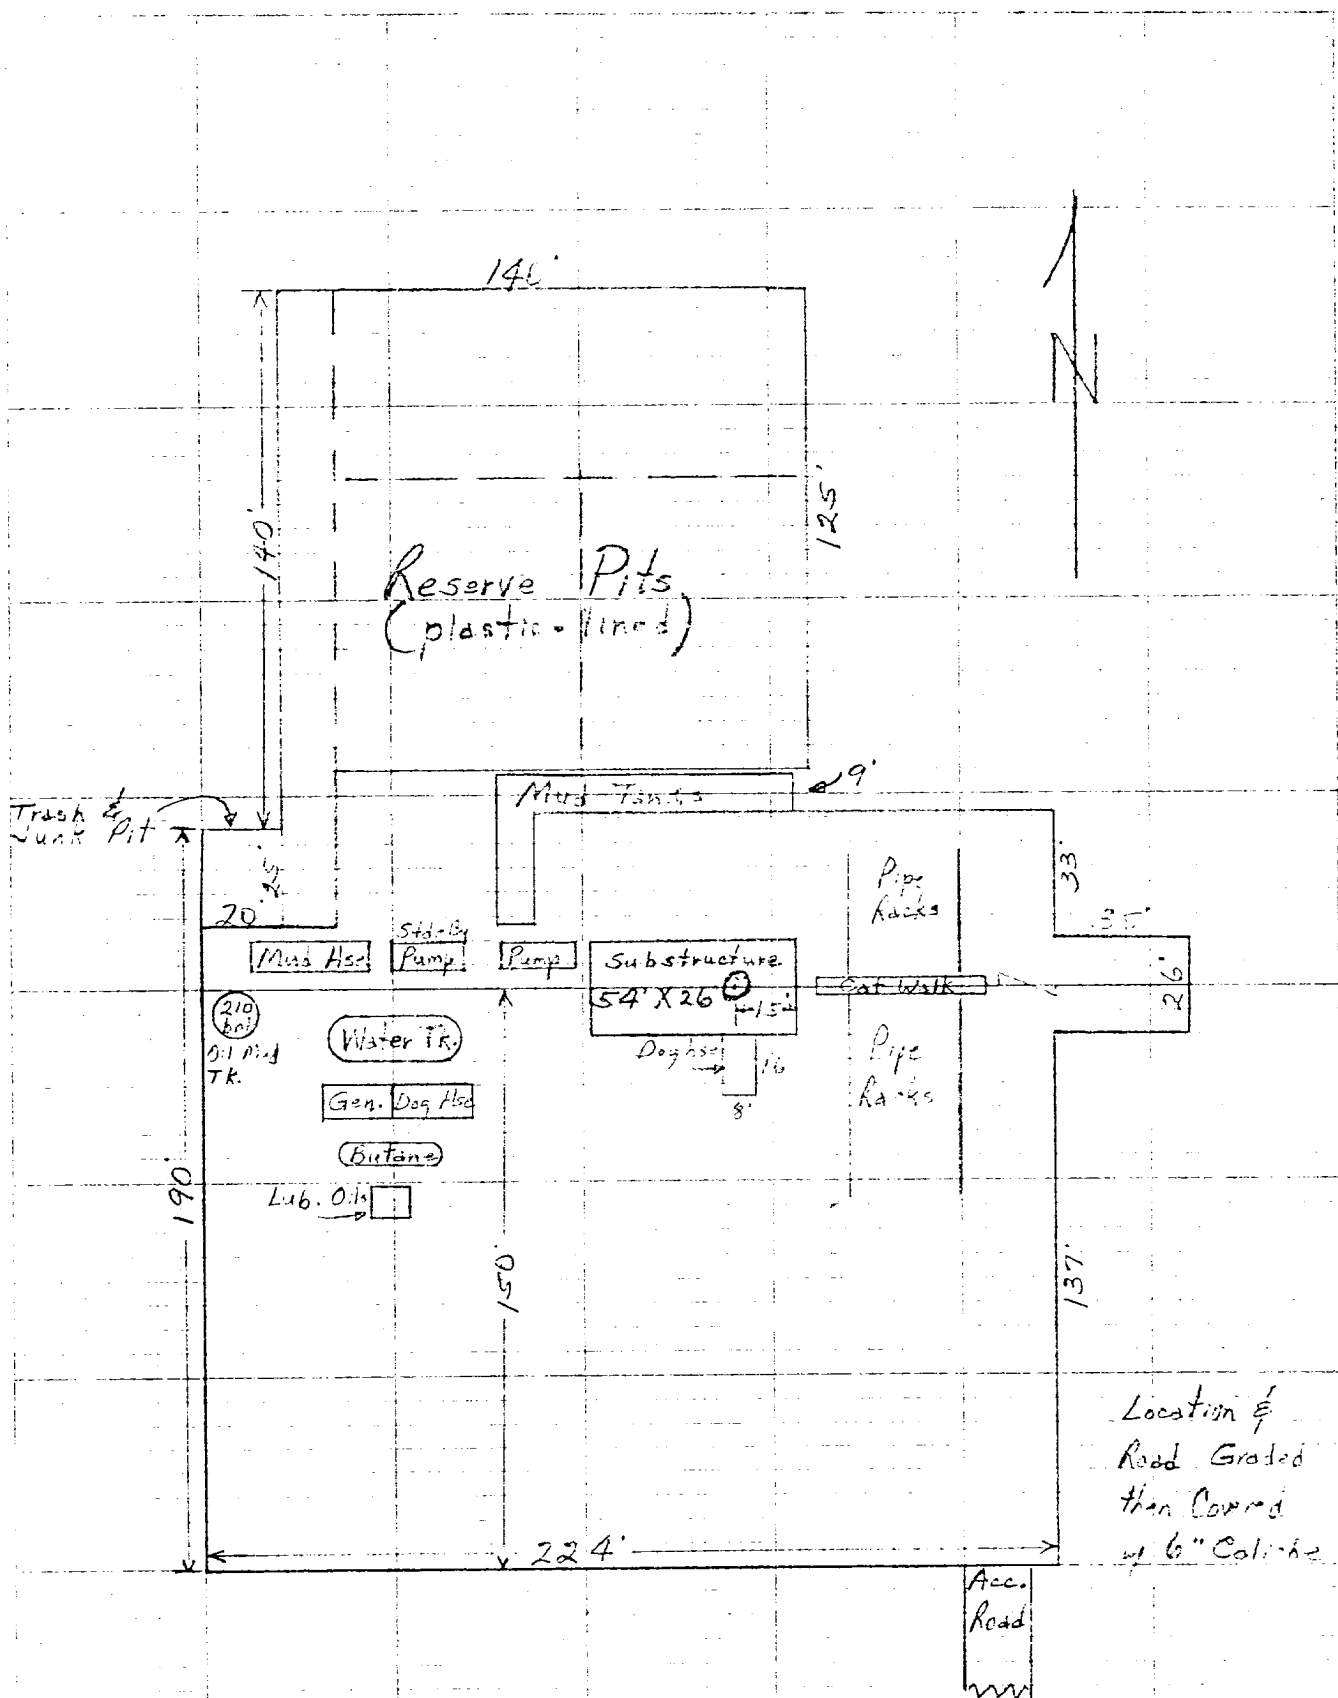 N
140'
125'
Reserve Pits
(plastic-lined)
9'
Mud Tanks
Trash &
Junk Pit
25'
20'
33'
Pipe
Racks
35'
26'
Mud Hse
Stds-By
Pump
Pump
Substructure
54' X 26
15'
Cat Walk
210
bbl
Oil Mud
TK.
Water TK.
Doghse
16
8'
Pipe
Racks
Gen.
Dog Hse
Butane
Lub. Oils
190'
150'
137'
224'
Location &
Road Graded
then Covered
w/ 6" Caliche
Acc.
Road